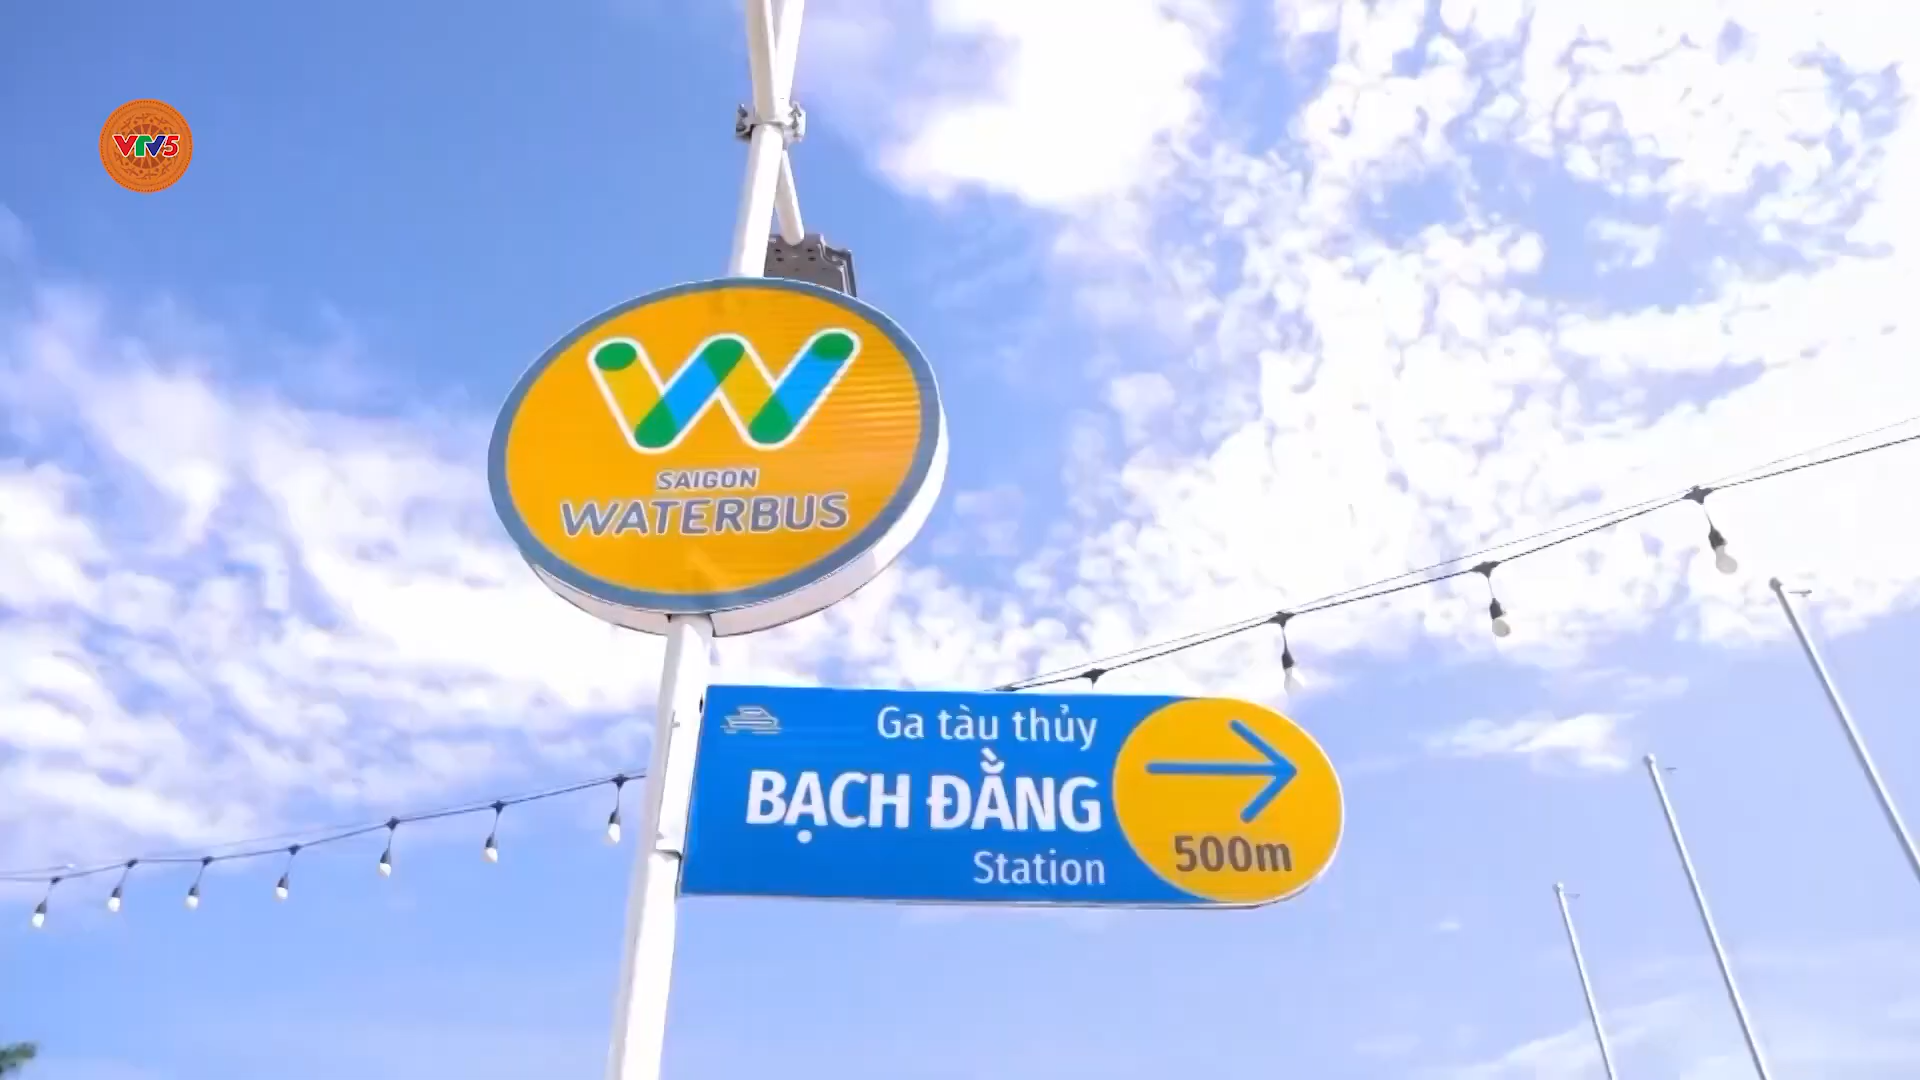 VTV5
SAIGON
WATERBUS
Ga tàu thủy
BẠCH ĐẰNG
Station
500m